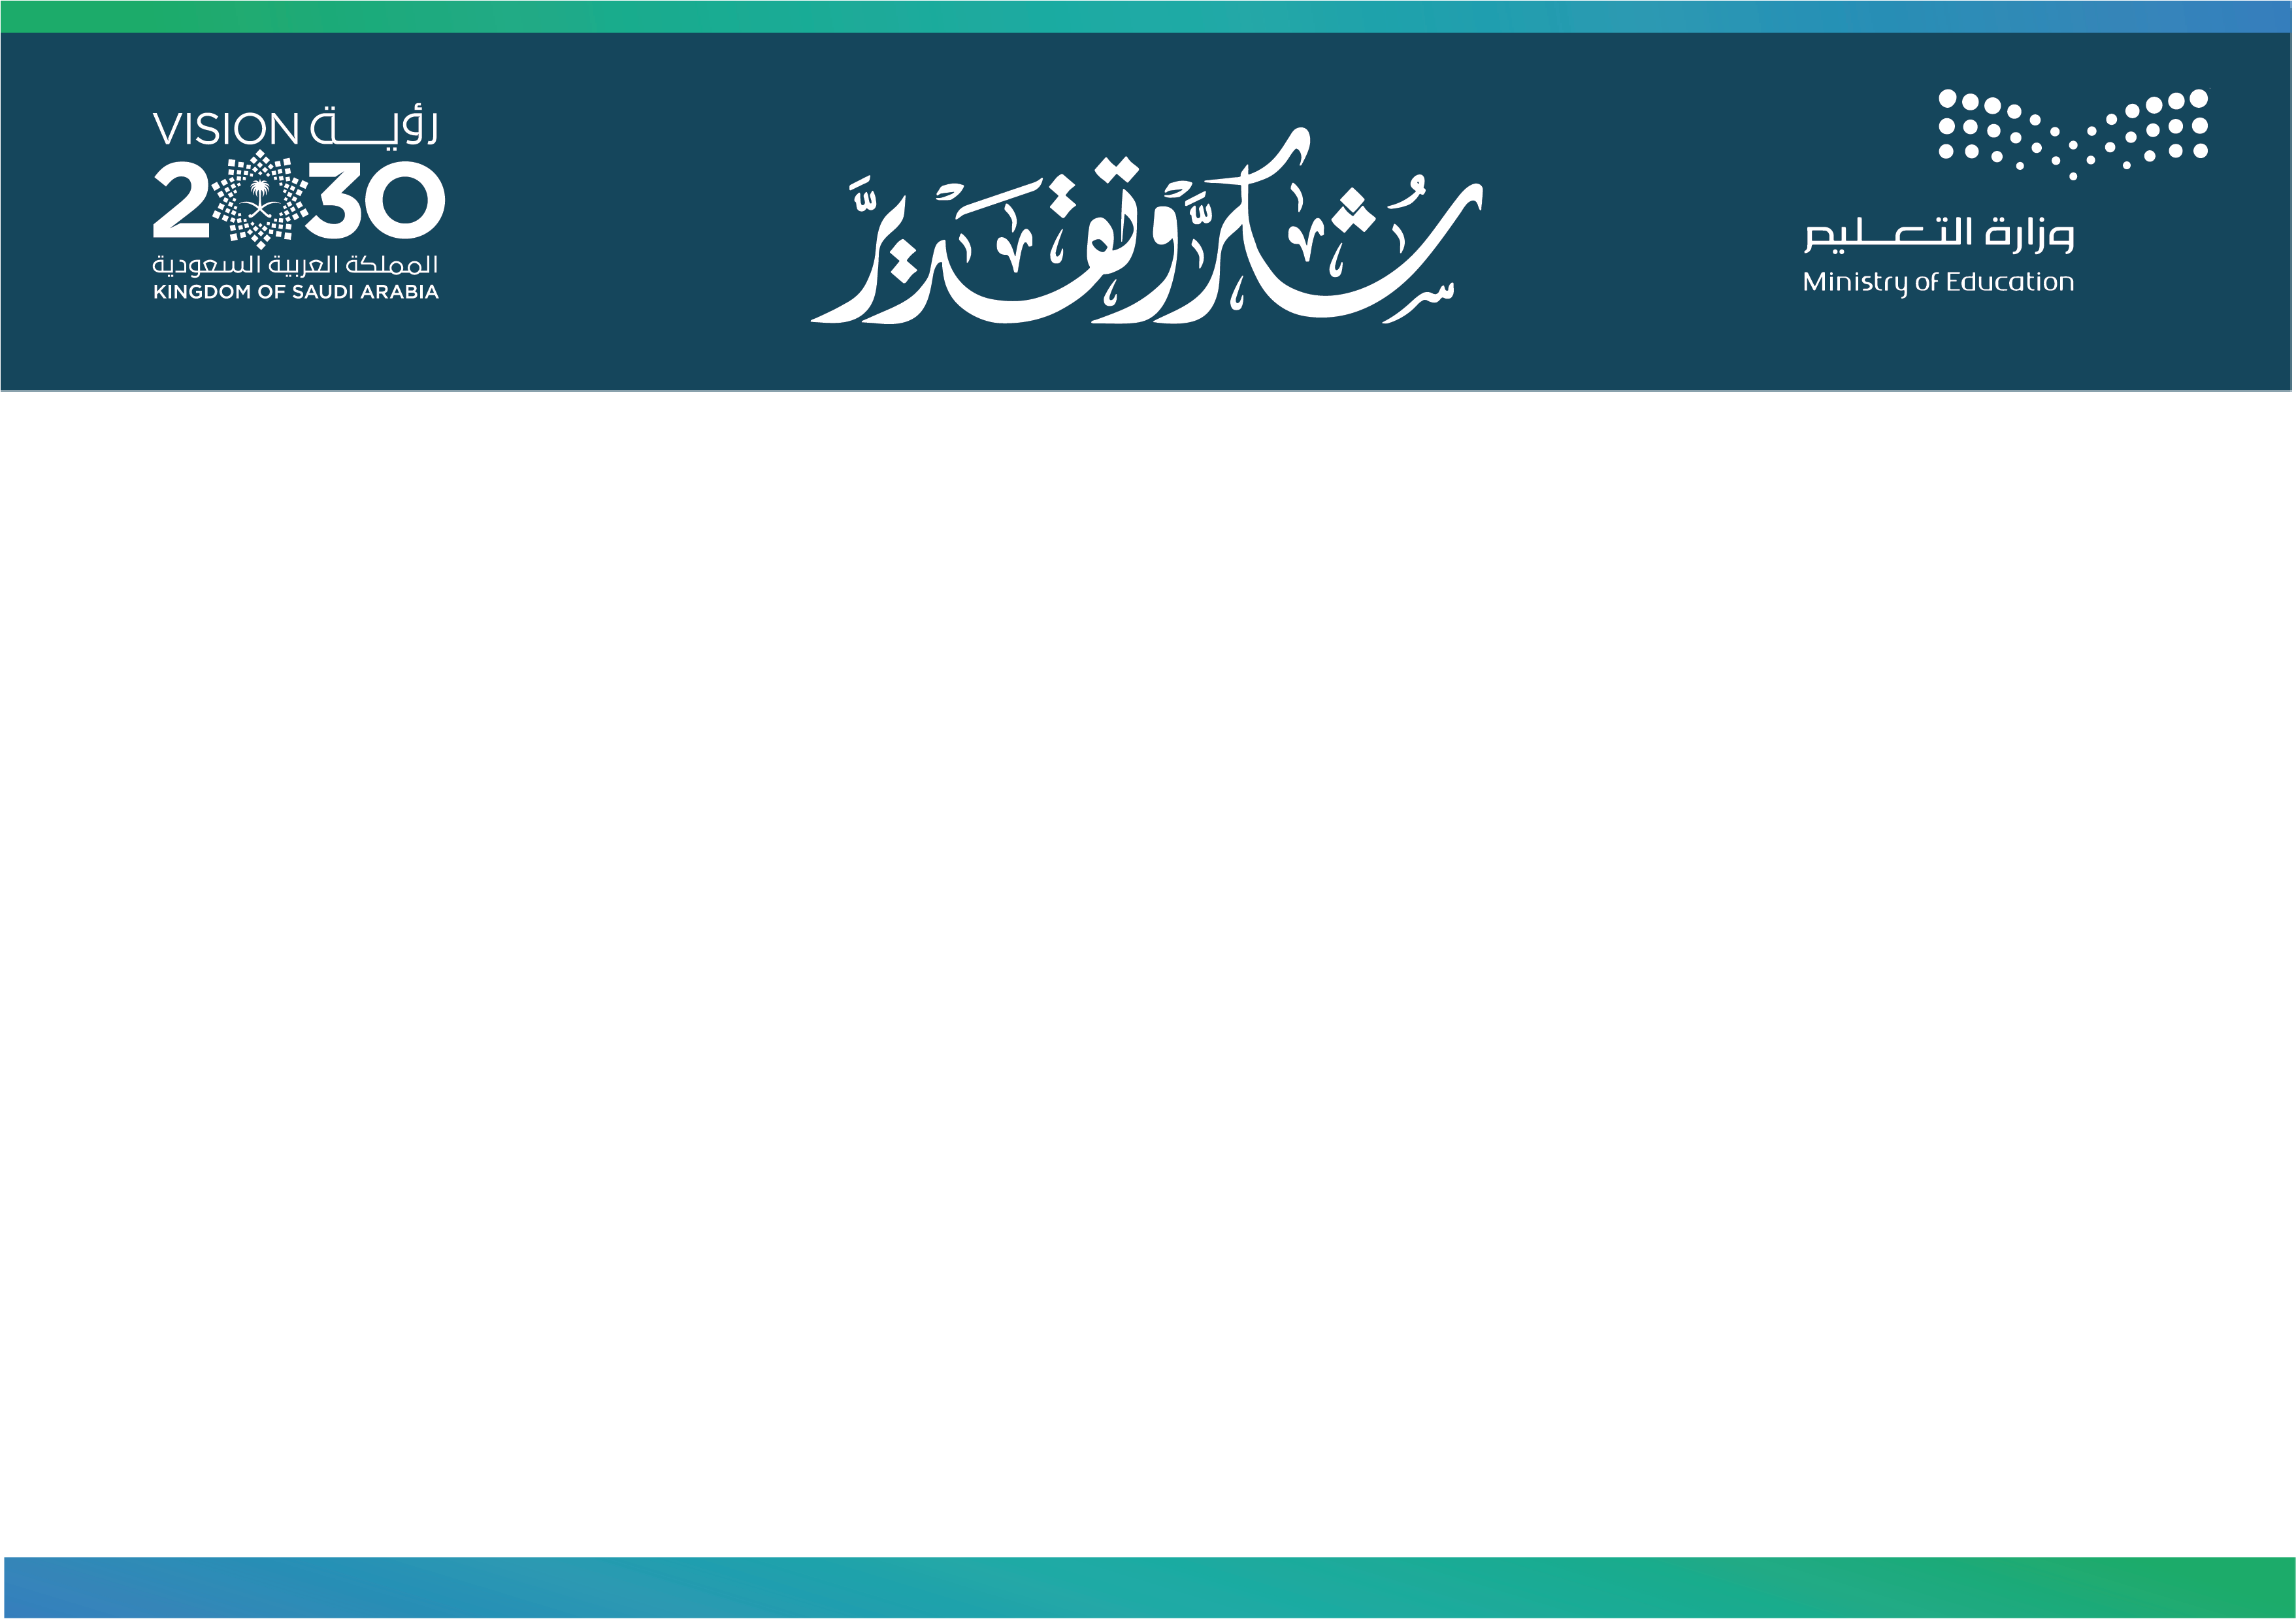 وزارة التعليم
Ministry of Education
شكر وتقدير
VISION رؤية
2030
المملكة العربية السعودية
KINGDOM OF SAUDI ARABIA